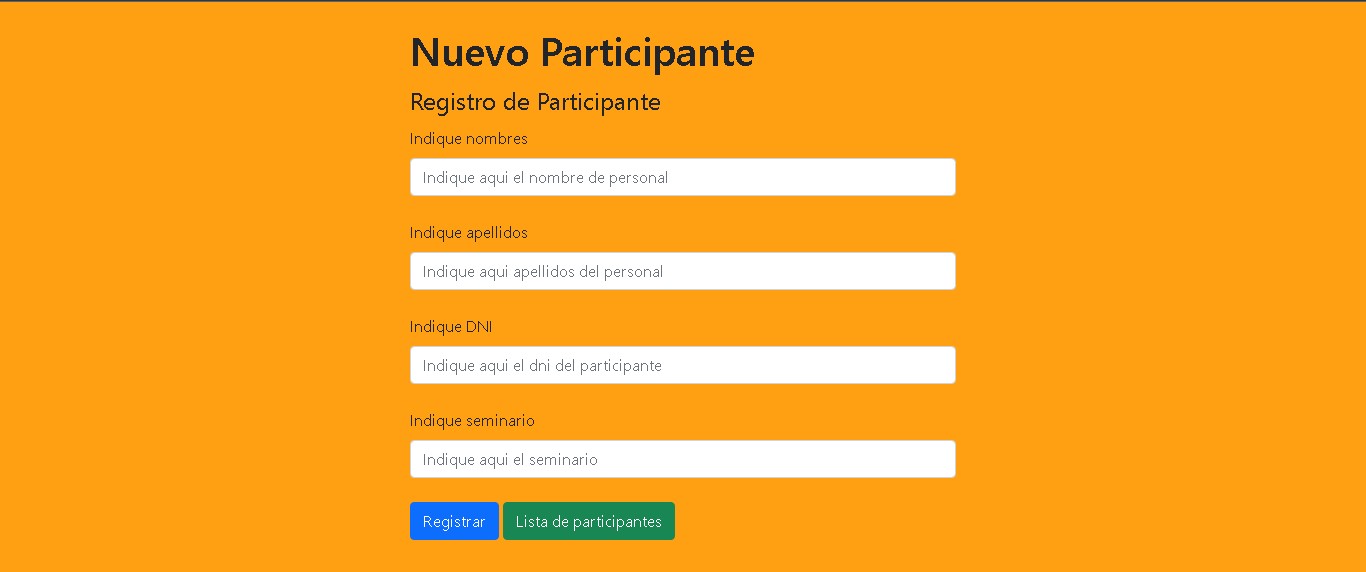 Nuevo Participante
Registro de Participante
Indique nombres
Indique aqui el nombre de personal
Indique apellidos
Indique aqui apellidos del personal
Indique DNI
Indique aqui el dni del participante
Indique seminario
Indique aqui el seminario
Registrar Lista de participantes